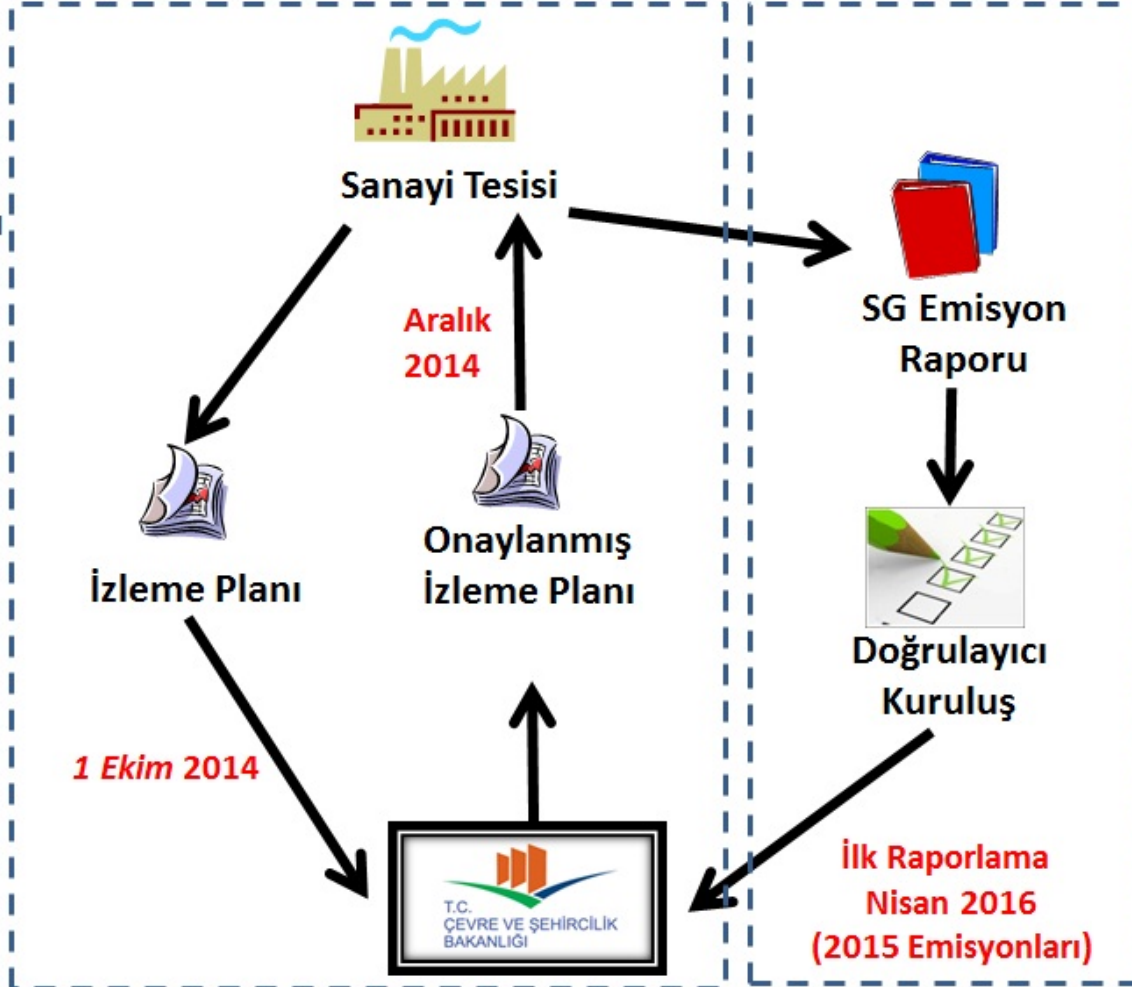 Sanayi Tesisi
Aralık
2014
SG Emisyon
Raporu
İzleme Planı
Onaylanmış
İzleme Planı
Doğrulayıcı
Kuruluş
1 Ekim 2014
T.C.
ÇEVRE VE ŞEHİRCİLİK
BAKANLIĞI
İlk Raporlama
Nisan 2016
(2015 Emisyonları)